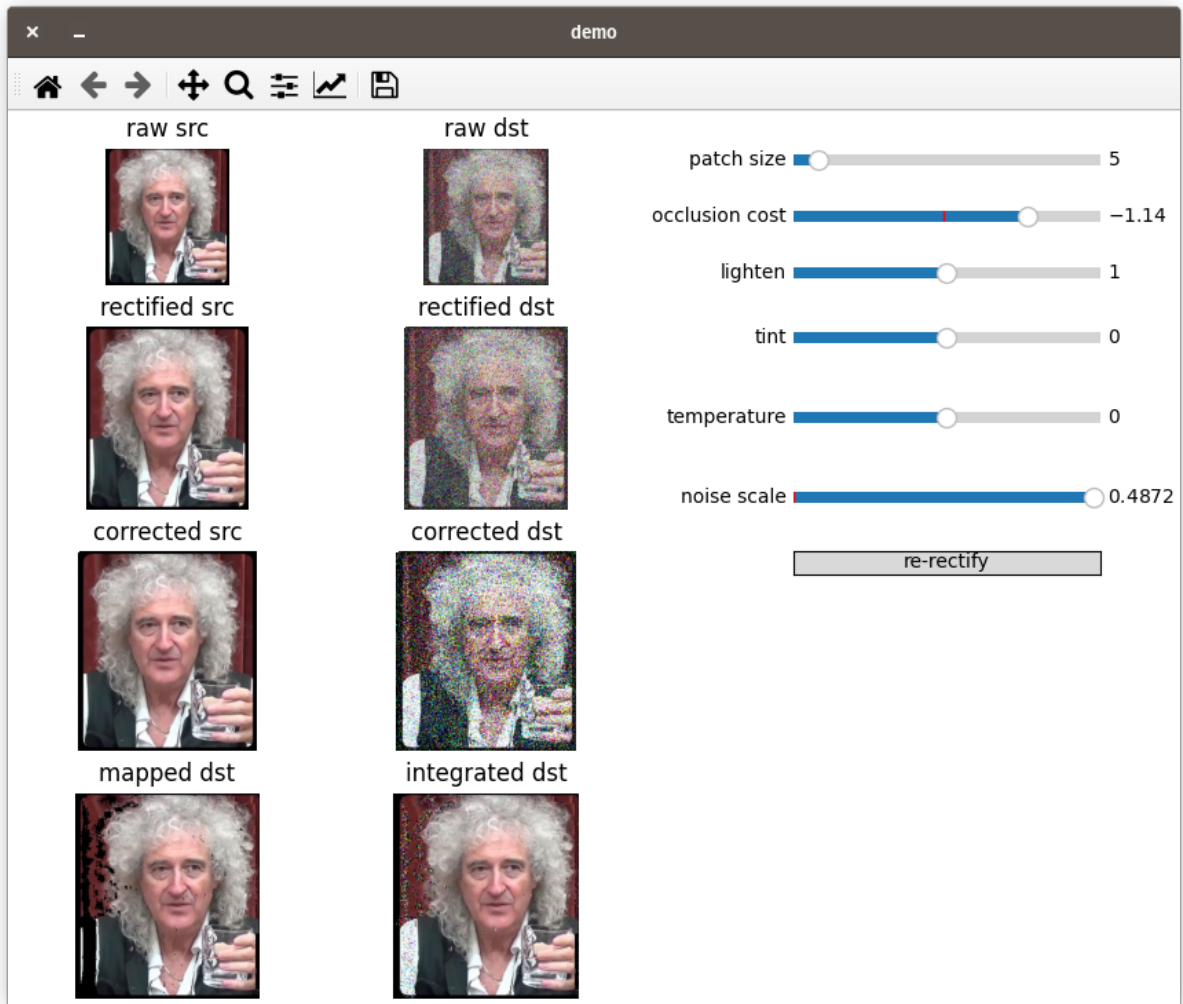 demo
raw src
raw dst
patch size 5
occlusion cost −1.14
lighten 1
rectified src
rectified dst
tint 0
temperature 0
noise scale 0.4872
corrected src
corrected dst
re-rectify
mapped dst
integrated dst